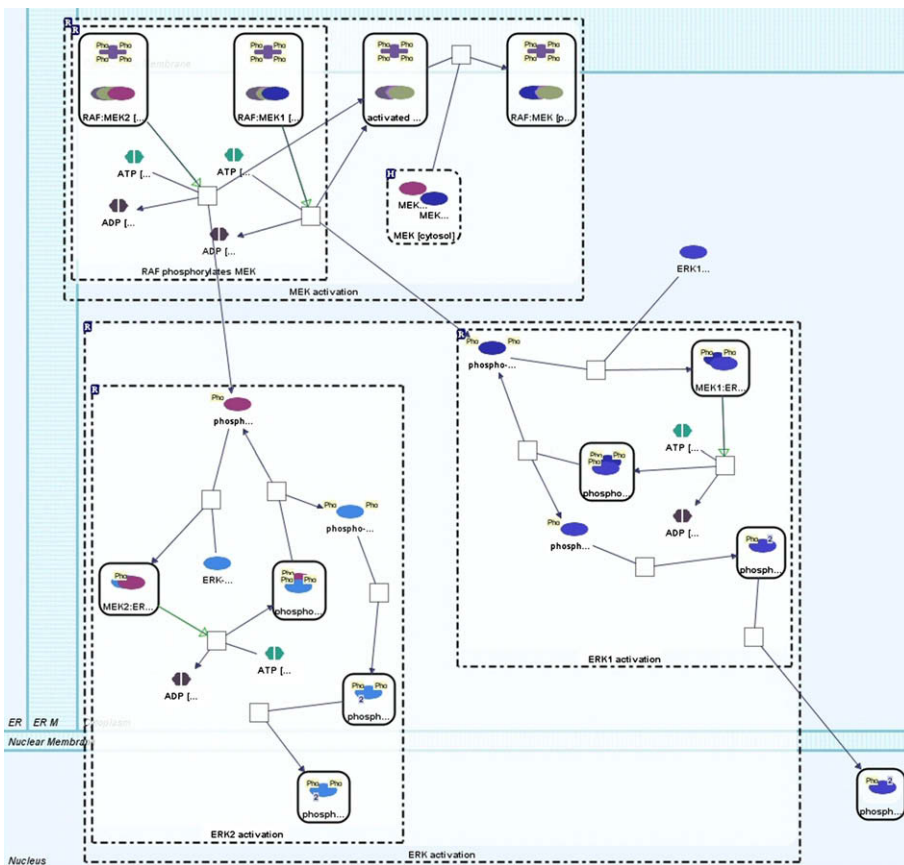 R
R
Pho Pho
Pho Pho
RAF:MEK2 [...
Pho Pho
Pho Pho
RAF:MEK1 [...
Pho Pho
Pho Pho
activated ...
Pho Pho
Pho Pho
RAF:MEK [p...
ATP [...
ATP [...
ADP [...
ADP [...
H
MEK...
MEK...
MEK [cytosol]
RAF phosphorylates MEK
MEK activation
ERK1...
R
R
Pho Pho
phospho-...
Pho Pho
MEK1:ER...
R
Pho
phosph...
ATP [...
Pho Pho
Pho
phospho...
Pho Pho
phospho-...
ADP [...
Pho
phosph...
Pho 2
phosph...
ERK-...
Pho
MEK2:ER...
Pho
Pho Pho
phospho...
ATP [...
ADP [...
ERK1 activation
Pho Pho
2
phosph...
ER
ER M
Nuclear Membrane
Pho Pho
2
phosph...
Pho 2
phosph...
ERK2 activation
ERK activation
Nucleus